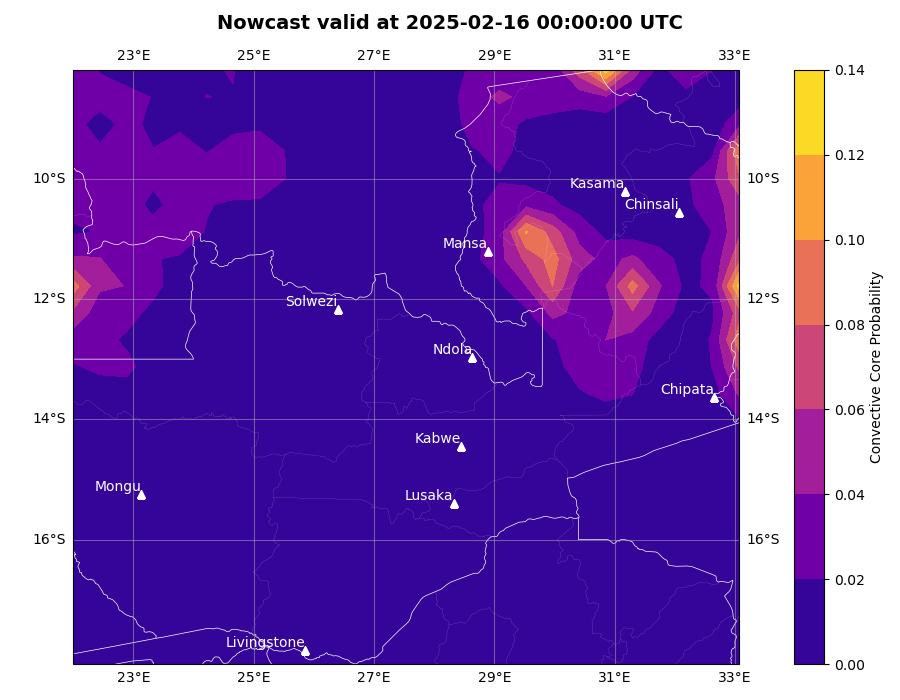 Nowcast valid at 2025-02-16 00:00:00 UTC
23°E 25°E 27°E 29°E 31°E 33°E
0.14
0.12
10°S Kasama 10°S
Chinsali
0.10
Mansa
12°S Solwezi 12°S
0.08
Ndola
Chipata
0.06
14°S 14°S
Kabwe
Mongu Lusaka
0.04
16°S 16°S
0.02
Livingstone
0.00
23°E 25°E 27°E 29°E 31°E 33°E
Convective Core Probability